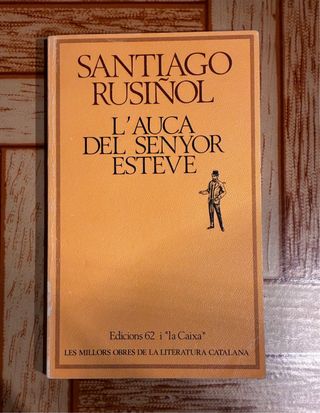 SANTIAGO
RUSIÑOL
L'AUCA
DEL SENYOR
ESTEVE
Edicions 62 i "la Caixa"
LES MILLORS OBRES DE LA LITERATURA CATALANA